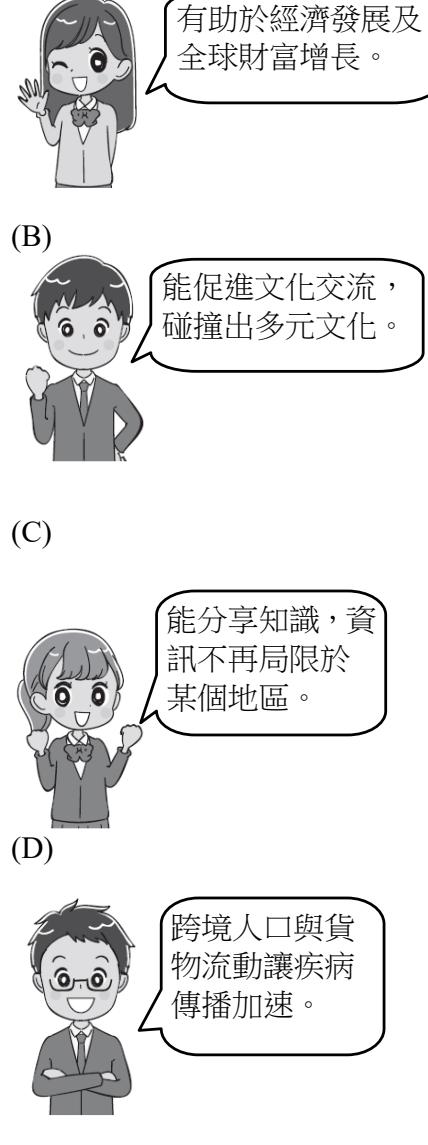 有助於經濟發展及
全球財富增長。
(B)
能促進文化交流，
碰撞出多元文化。
(C)
能分享知識，資
訊不再局限於
某個地區。
(D)
跨境人口與貨
物流動讓疾病
傳播加速。